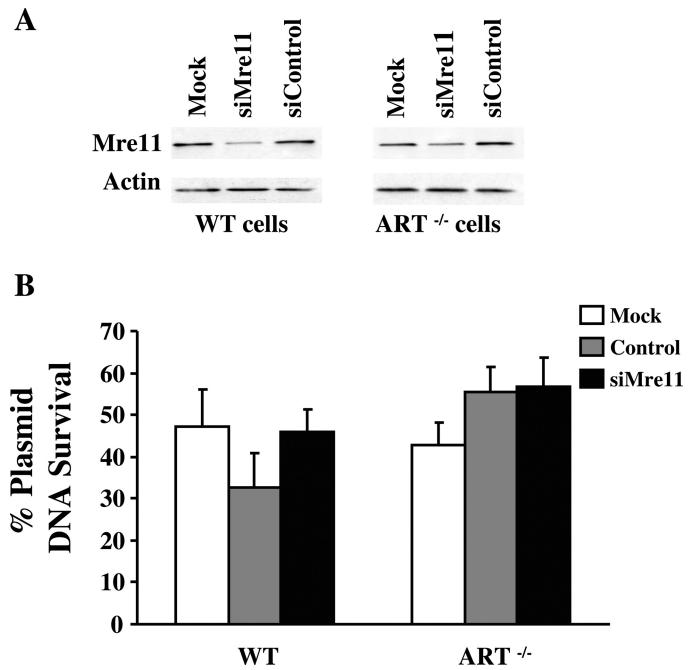 A
Mock
siMre11
siControl
Mock
siMre11
siControl
Mre11
Actin
WT cells
ART -/- cells
B
% Plasmid
DNA Survival
70
60
50
40
30
20
10
0
WT
ART -/-
Mock
Control
siMre11